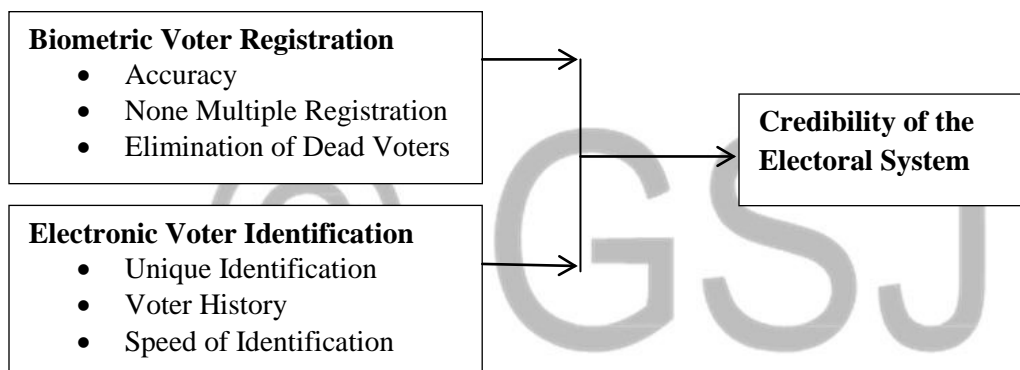 Biometric Voter Registration
• Accuracy
• None Multiple Registration
• Elimination of Dead Voters
Electronic Voter Identification
• Unique Identification
• Voter History
• Speed of Identification
Credibility of the
Electoral System
© GSJ